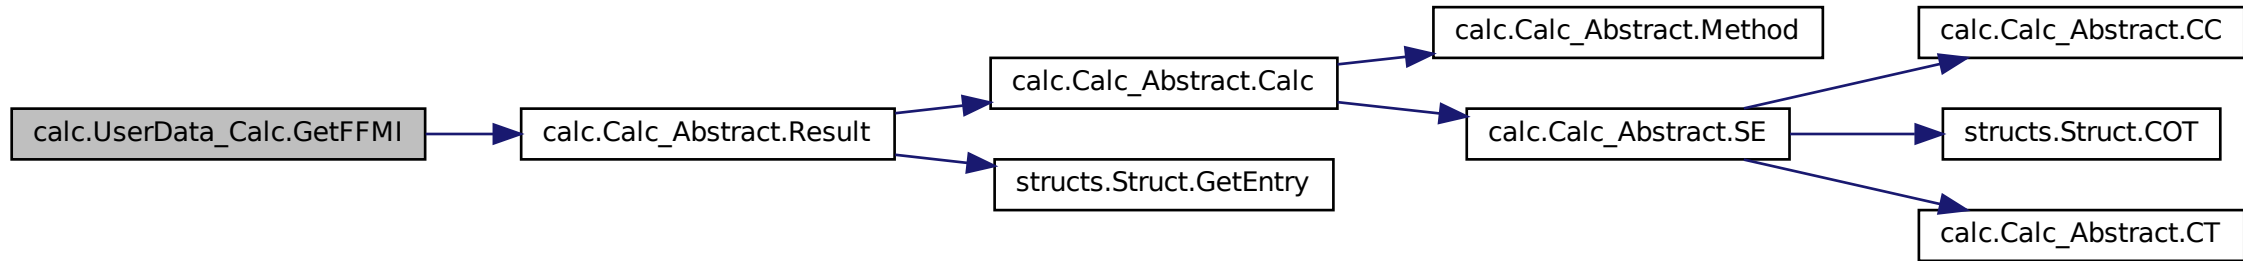 calc.UserData_Calc.GetFFMI
calc.Calc_Abstract.Result
calc.Calc_Abstract.Calc
structs.Struct.GetEntry
calc.Calc_Abstract.Method
calc.Calc_Abstract.SE
calc.Calc_Abstract.CC
structs.Struct.COT
calc.Calc_Abstract.CT